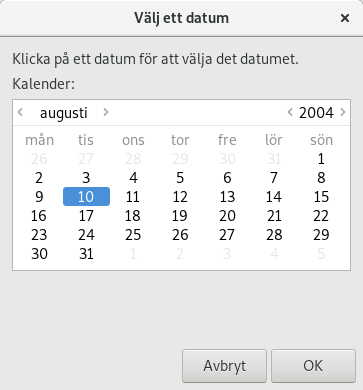 Välj ett datum
Klicka på ett datum för att välja det datumet.
Kalender:
augusti 2004
mån tis ons tor fre lör sön
26 27 28 29 30 31 1
2 3 4 5 6 7 8
9 10 11 12 13 14 15
16 17 18 19 20 21 22
23 24 25 26 27 28 29
30 31 1 2 3 4 5
Avbryt OK